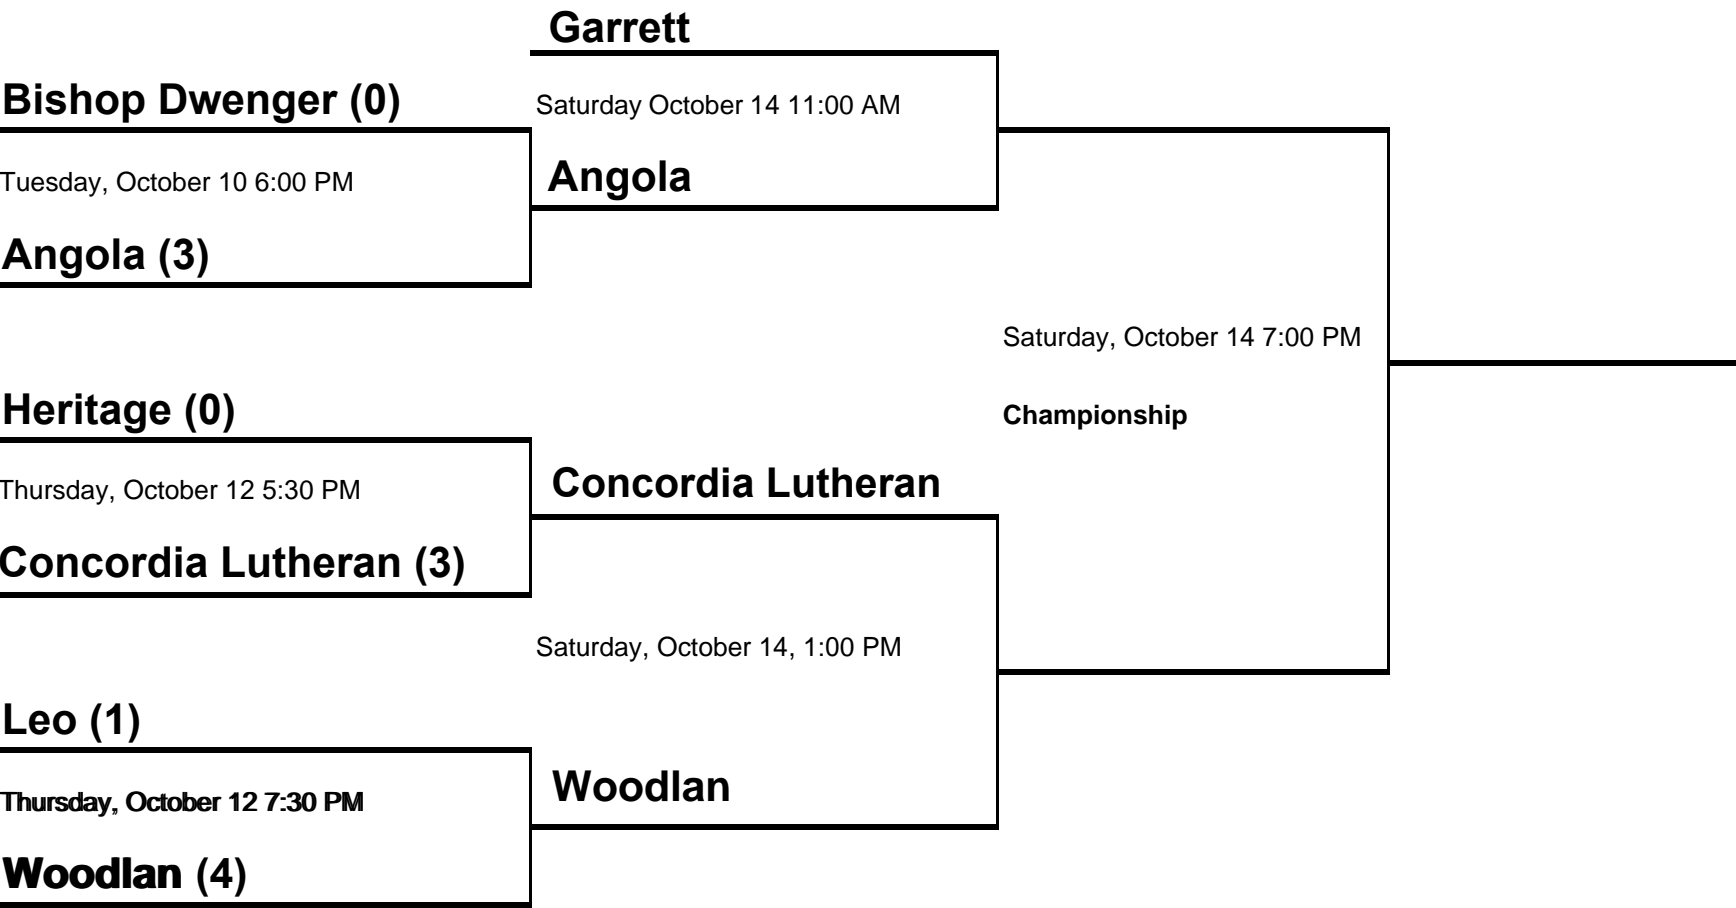 Garrett
Bishop Dwenger (0)
Saturday October 14 11:00 AM
Tuesday, October 10 6:00 PM
Angola
Angola (3)
Saturday, October 14 7:00 PM
Heritage (0)
Championship
Thursday, October 12 5:30 PM
Concordia Lutheran
Concordia Lutheran (3)
Saturday, October 14, 1:00 PM
Leo (1)
Thursday, October 12 7:30 PM
Woodlan
Woodlan (4)